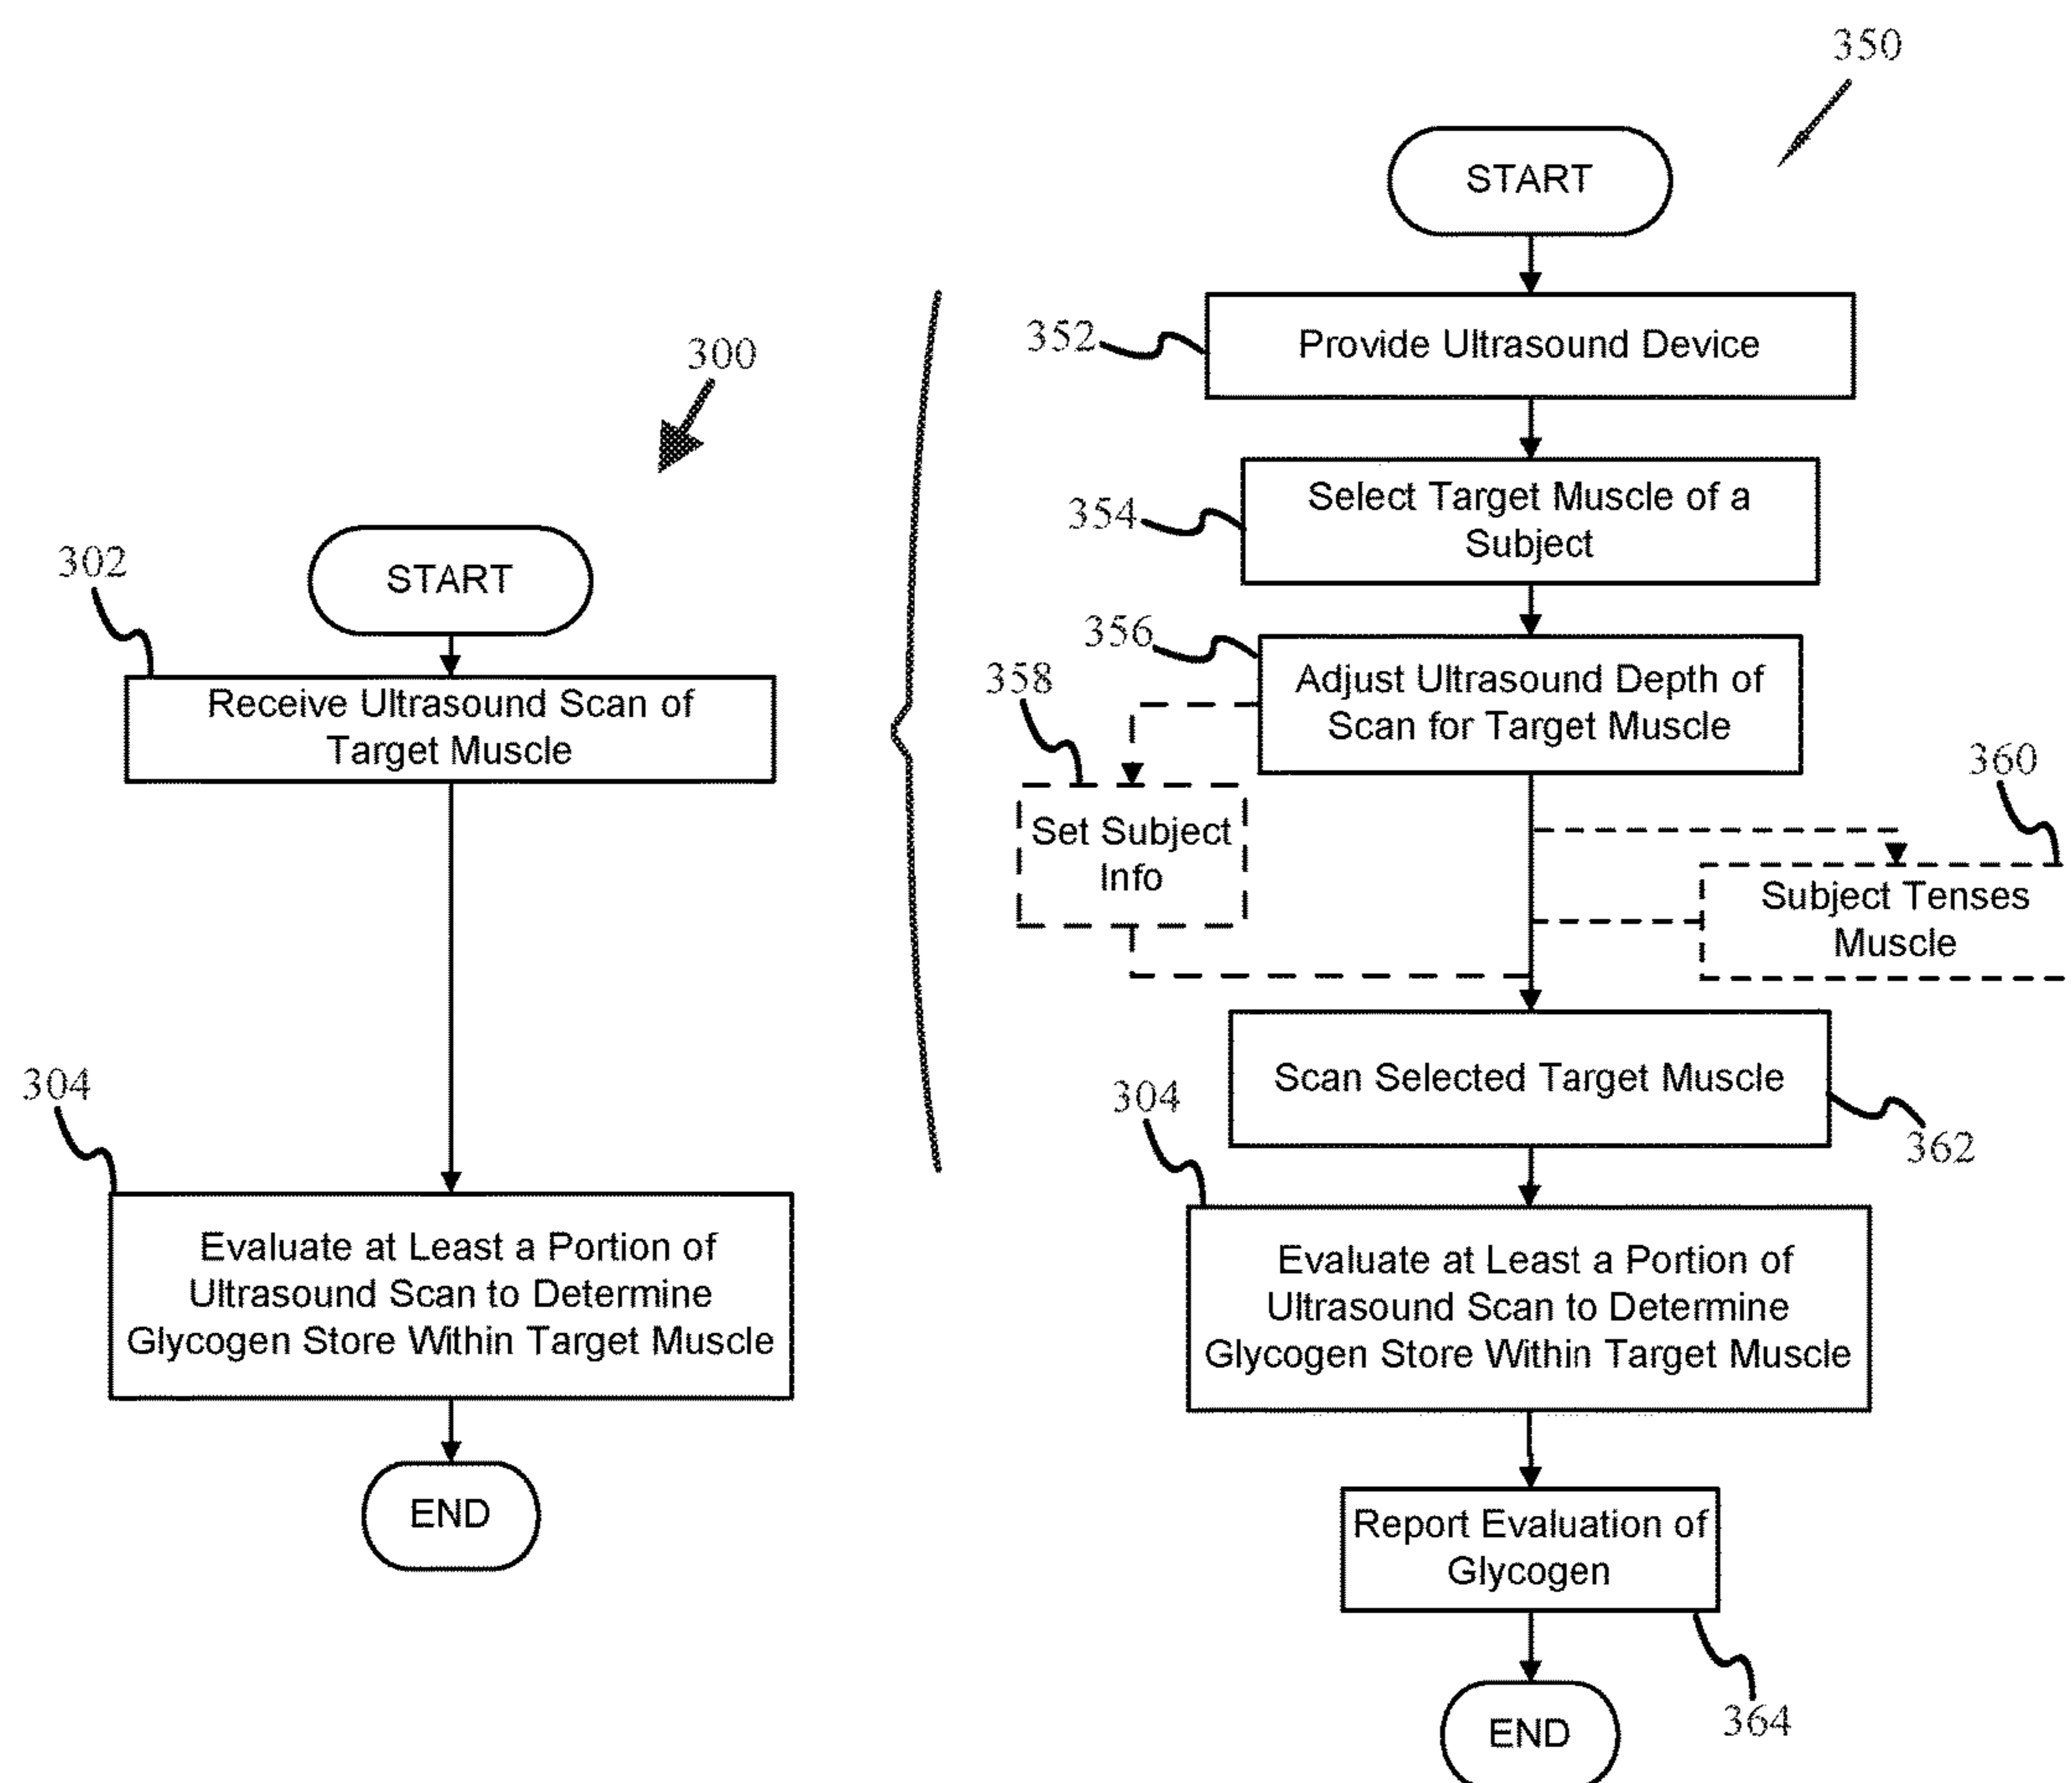 300
START
302
Receive Ultrasound Scan of
Target Muscle
304
Evaluate at Least a Portion of
Ultrasound Scan to Determine
Glycogen Store Within Target Muscle
END
350
START
352
Provide Ultrasound Device
354
Select Target Muscle of a
Subject
356
Adjust Ultrasound Depth of
Scan for Target Muscle
358
Set Subject
Info
360
Subject Tenses
Muscle
Scan Selected Target Muscle
362
304
Evaluate at Least a Portion of
Ultrasound Scan to Determine
Glycogen Store Within Target Muscle
Report Evaluation of
Glycogen
364
END